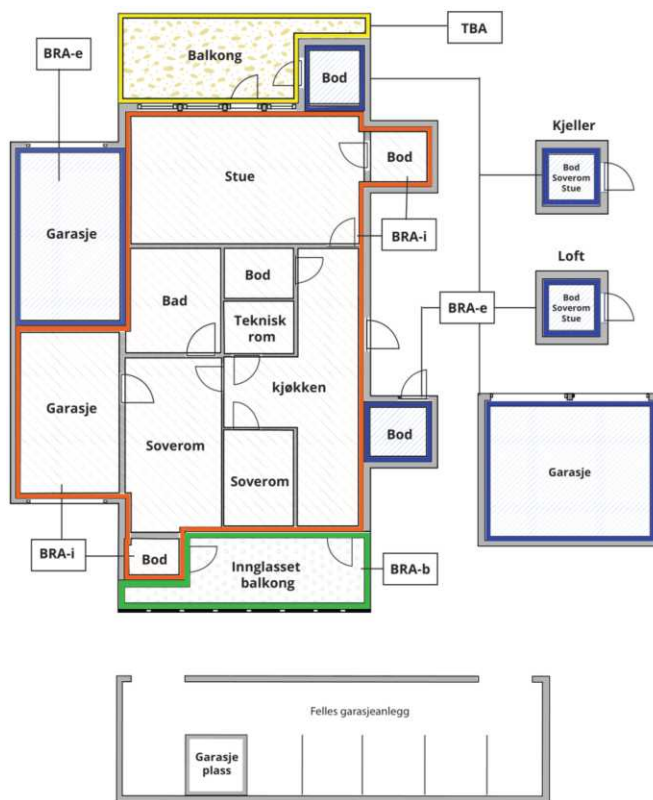 TBA
BRA-e
Balkong
Bod
Kjeller
Bod
Soverom
Stue
Stue
Bod
Garasje
BRA-i
Loft
Bod
Soverom
Stue
Bod
Bad
BRA-e
Teknisk
rom
kjøkken
Garasje
Bod
Soverom
Garasje
Soverom
BRA-i
Bod
Innglasset
balkong
BRA-b
Felles garasjeanlegg
Garasje
plass